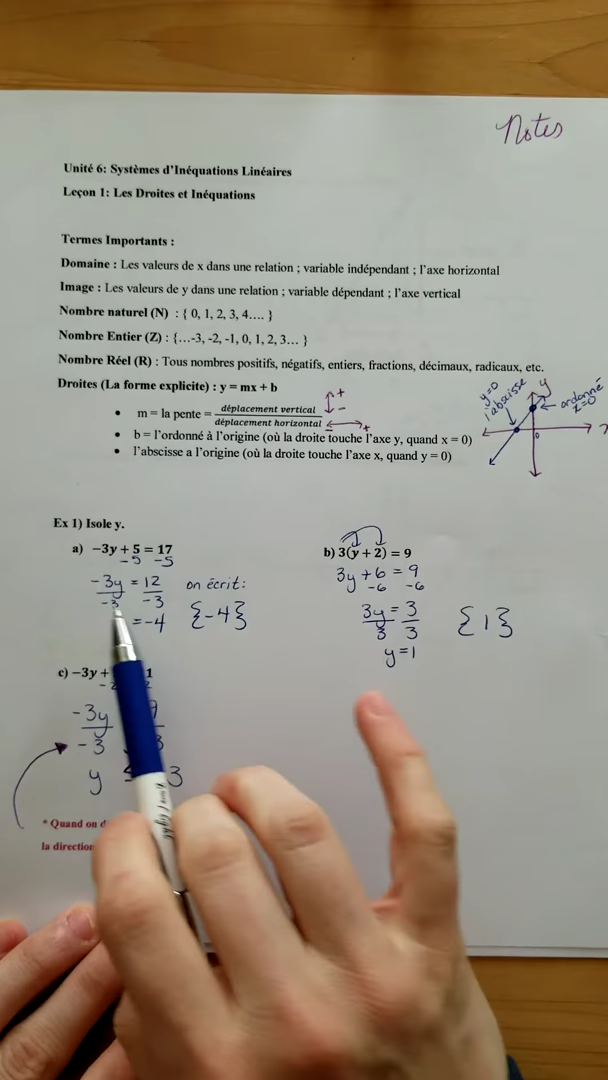 Notes
Unité 6: Systèmes d'Inéquations Linéaires
Leçon 1: Les Droites et Inéquations
Termes Importants :
Domaine : Les valeurs de x dans une relation ; variable indépendant ; l'axe horizontal
Image : Les valeurs de y dans une relation ; variable dépendant ; l'axe vertical
Nombre naturel (N) : { 0, 1, 2, 3, 4.... }
Nombre Entier (Z) : {...-3, -2, -1, 0, 1, 2, 3... }
Nombre Réel (R) : Tous nombres positifs, négatifs, entiers, fractions, décimaux, radicaux, etc.
Droites (La forme explicite) : y = mx + b
• m = la pente = déplacement vertical / déplacement horizontal
+
-
- +
• b = l'ordonné à l'origine (où la droite touche l'axe y, quand x = 0)
• l'abscisse a l'origine (où la droite touche l'axe x, quand y = 0)
y=0
l'abscisse
y
ordonné
x=0
0
Ex 1) Isole y.
a) −3y + 5 = 17
-5 -5
-3y = 12
-3 -3
= -4
on écrit:
{-4}
b) 3(y + 2) = 9
3y + 6 = 9
-6 -6
3y = 3
3 3
y = 1
{1}
c) −3y +
-3y
-3
y
3
* Quand on
la direction